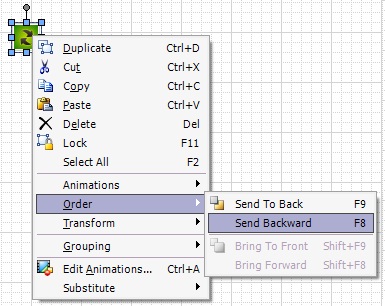 Duplicate Ctrl+D
Cut Ctrl+X
Copy Ctrl+C
Paste Ctrl+V
Delete Del
Lock F11
Select All F2
Animations
Order
Transform
Grouping
Edit Animations... Ctrl+A
Substitute
Send To Back F9
Send Backward F8
Bring To Front Shift+F9
Bring Forward Shift+F8